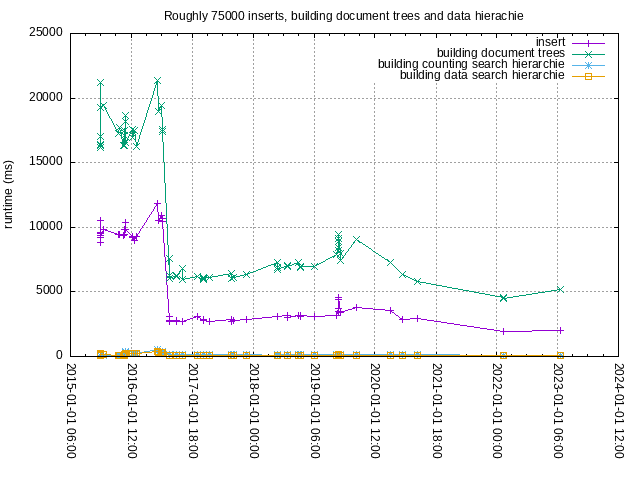 Roughly 75000 inserts, building document trees and data hierachie
insert
building document trees
building counting search hierarchie
building data search hierarchie
runtime (ms)
25000
20000
15000
10000
5000
0
2015-01-01 06:00
2016-01-01 12:00
2017-01-01 18:00
2018-01-01 00:00
2019-01-01 06:00
2020-01-01 12:00
2021-01-01 18:00
2022-01-01 00:00
2023-01-01 06:00
2024-01-01 12:00